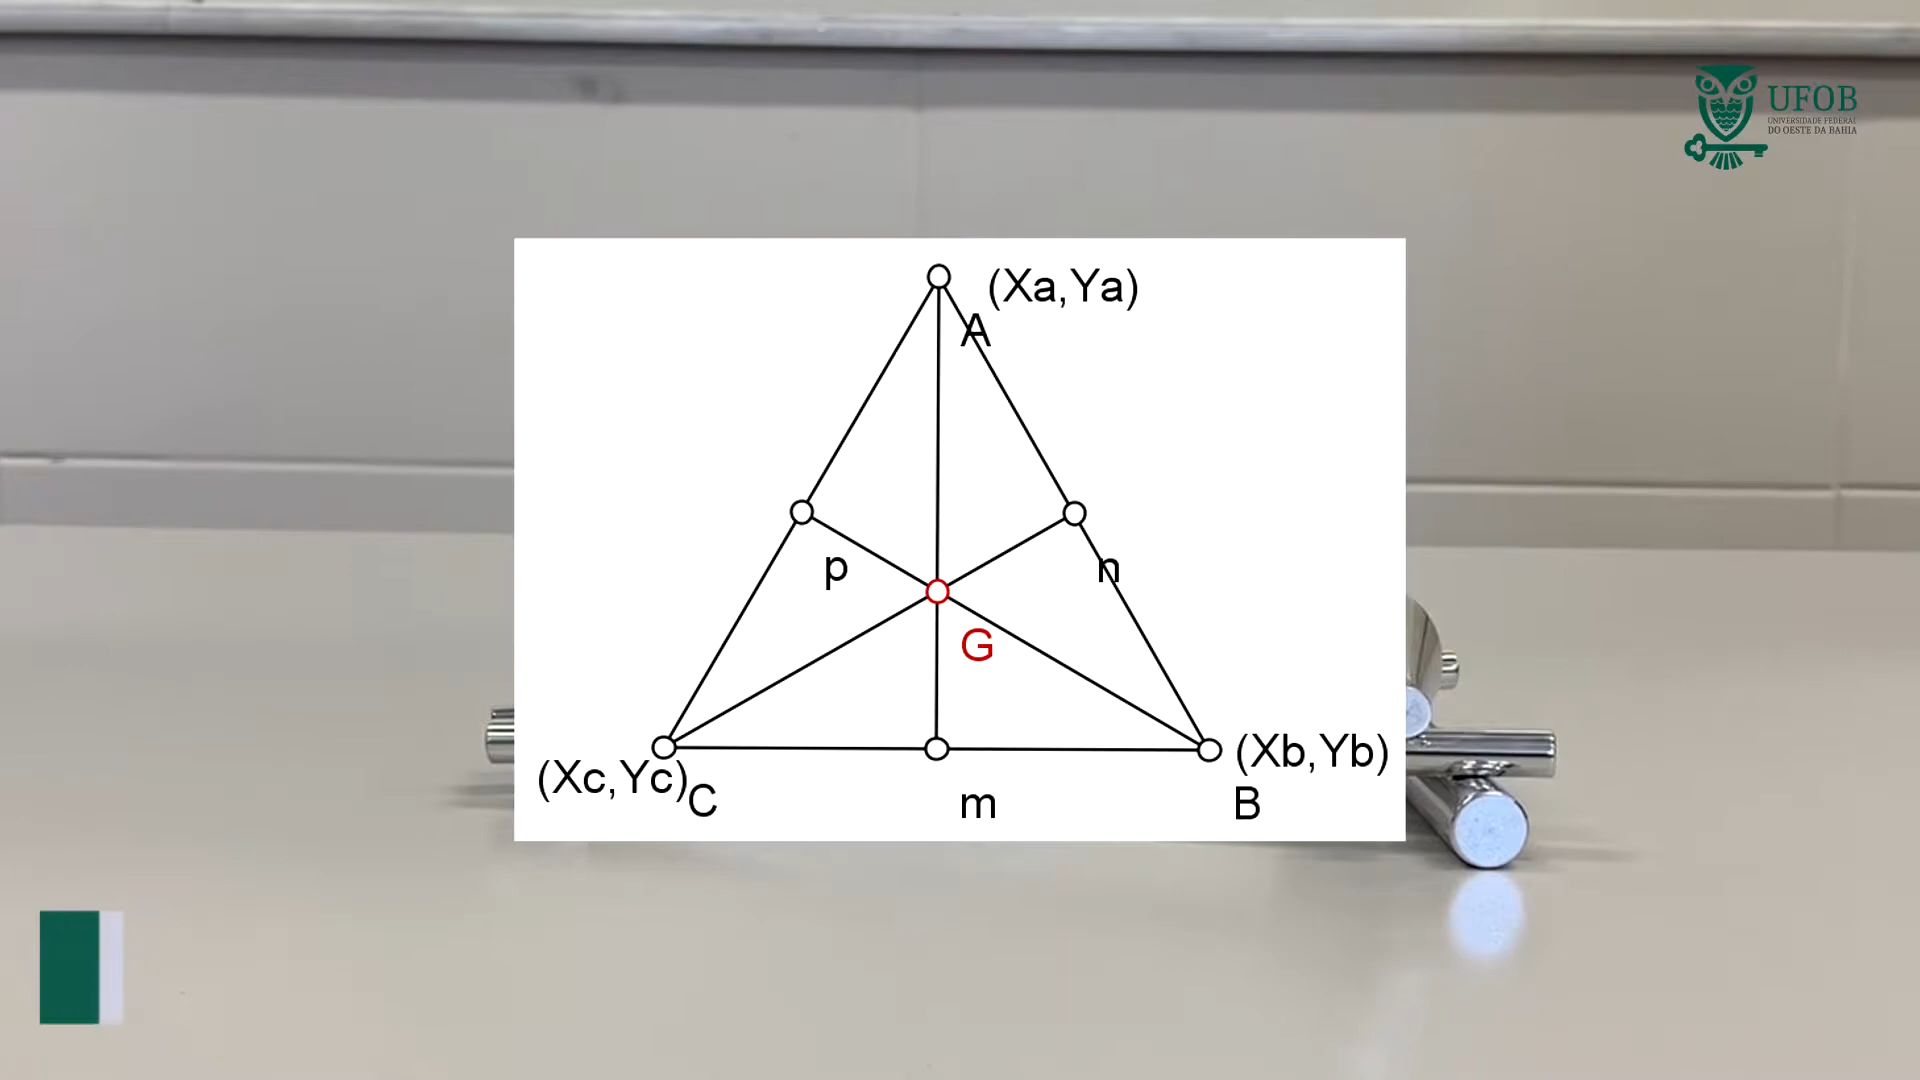 UFOB
UNIVERSIDADE FEDERAL
DO OESTE DA BAHIA
(Xa,Ya)
A
p
n
G
(Xc,Yc)
C
m
(Xb,Yb)
B